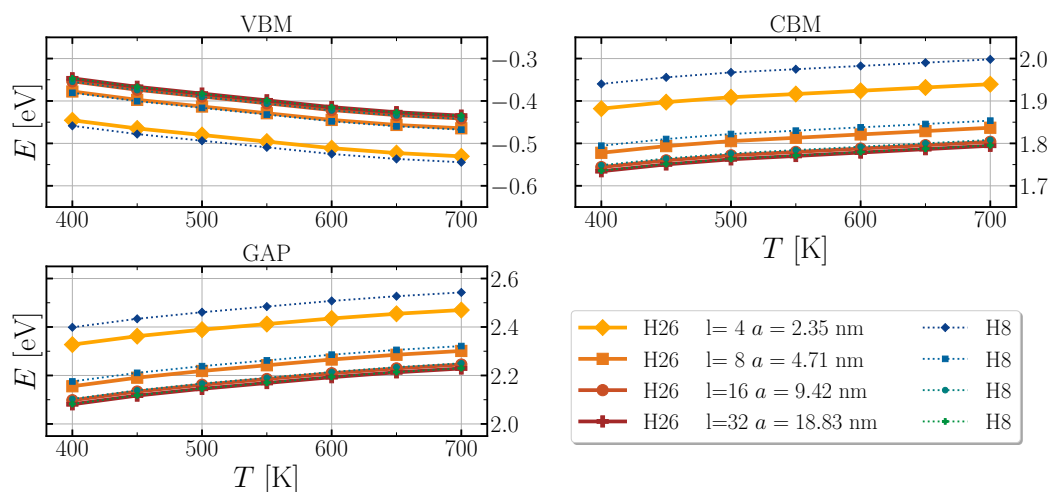 VBM
CBM
E [eV]
−0.3
−0.4
−0.5
−0.6
400 500 600 700
2.0
1.9
1.8
1.7
400 500 600 700
T [K]
GAP
E [eV]
2.6
2.4
2.2
2.0
400 500 600 700
T [K]
H26 l= 4 a = 2.35 nm H8
H26 l= 8 a = 4.71 nm H8
H26 l=16 a = 9.42 nm H8
H26 l=32 a = 18.83 nm H8